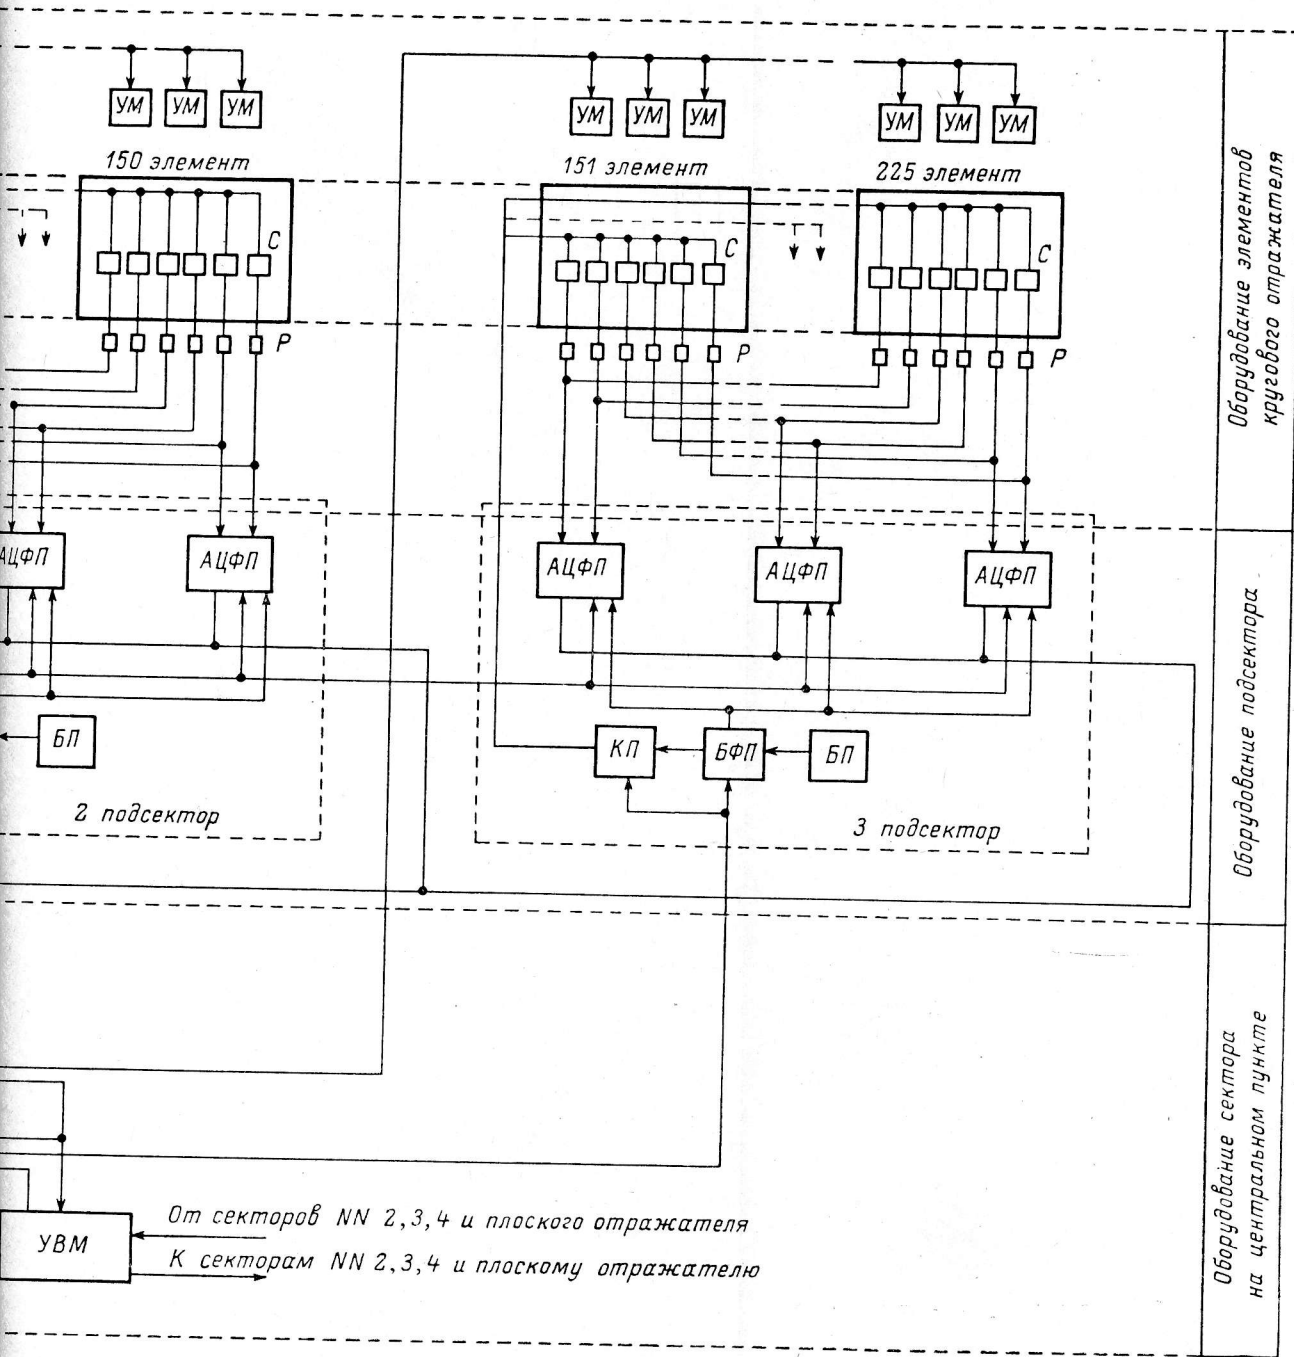 УМ УМ УМ УМ УМ УМ УМ УМ УМ
150 элемент 151 элемент 225 элемент
С С С
Р Р Р
АЦФП АЦФП АЦФП АЦФП АЦФП
БП КП БФП БП
2 подсектор 3 подсектор
УВМ
От секторов NN 2,3,4 и плоского отражателя
К секторам NN 2,3,4 и плоскому отражателю
Оборудование элементов
кругового отражателя
Оборудование подсектора
Оборудование сектора
на центральном пункте